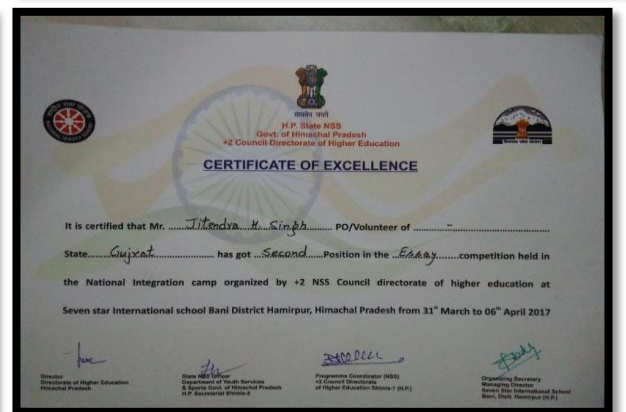 सत्यमेव जयते
H.P. State NSS
Govt. of Himachal Pradesh
+2 Council Directorate of Higher Education
CERTIFICATE OF EXCELLENCE
It is certified that Mr. Jitendra H. Singh PO/Volunteer of -
State Gujrat has got Second Position in the Essay competition held in
the National Integration camp organized by +2 NSS Council directorate of higher education at
Seven star International school Bani District Hamirpur, Himachal Pradesh from 31st March to 06th April 2017
Director
Directorate of Higher Education
Himachal Pradesh
State NSS Officer
Department of Youth Services
& Sports Govt. of Himachal Pradesh
H.P. Secretariat Shimla-2
Programme Coordinator (NSS)
+2 Council Directorate
of Higher Education Shimla-1 (H.P.)
Organizing Secretary
Managing Director
Seven Star International School
Bani, Distt. Hamirpur (H.P.)